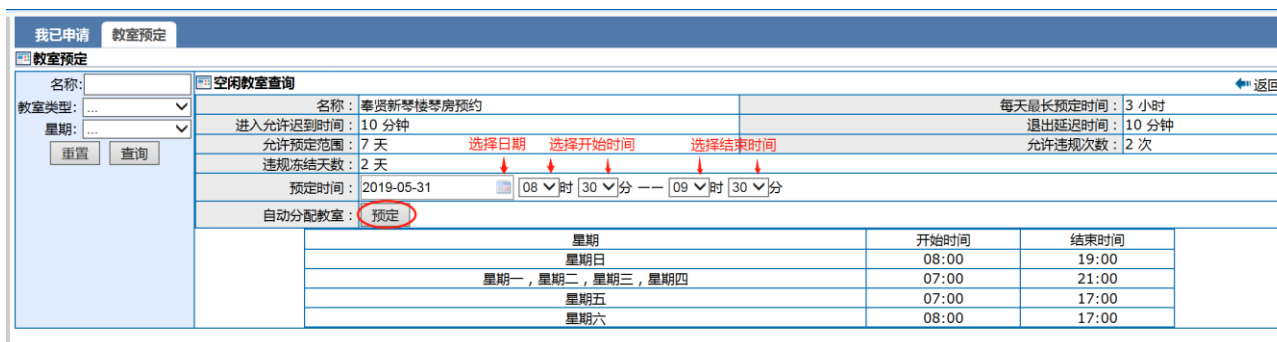 我已申请 教室预定
教室预定
名称:
教室类型: ...
星期: ...
重置 查询
空闲教室查询 返回
名称： 奉贤新琴楼琴房预约 每天最长预定时间： 3 小时
进入允许迟到时间： 10 分钟 退出延迟时间： 10 分钟
允许预定范围： 7 天 选择日期 选择开始时间 选择结束时间 允许违规次数： 2 次
违规冻结天数： 2 天
预定时间： 2019-05-31 08 时 30 分 —— 09 时 30 分
自动分配教室： 预定
星期 开始时间 结束时间
星期日 08:00 19:00
星期一，星期二，星期三，星期四 07:00 21:00
星期五 07:00 17:00
星期六 08:00 17:00